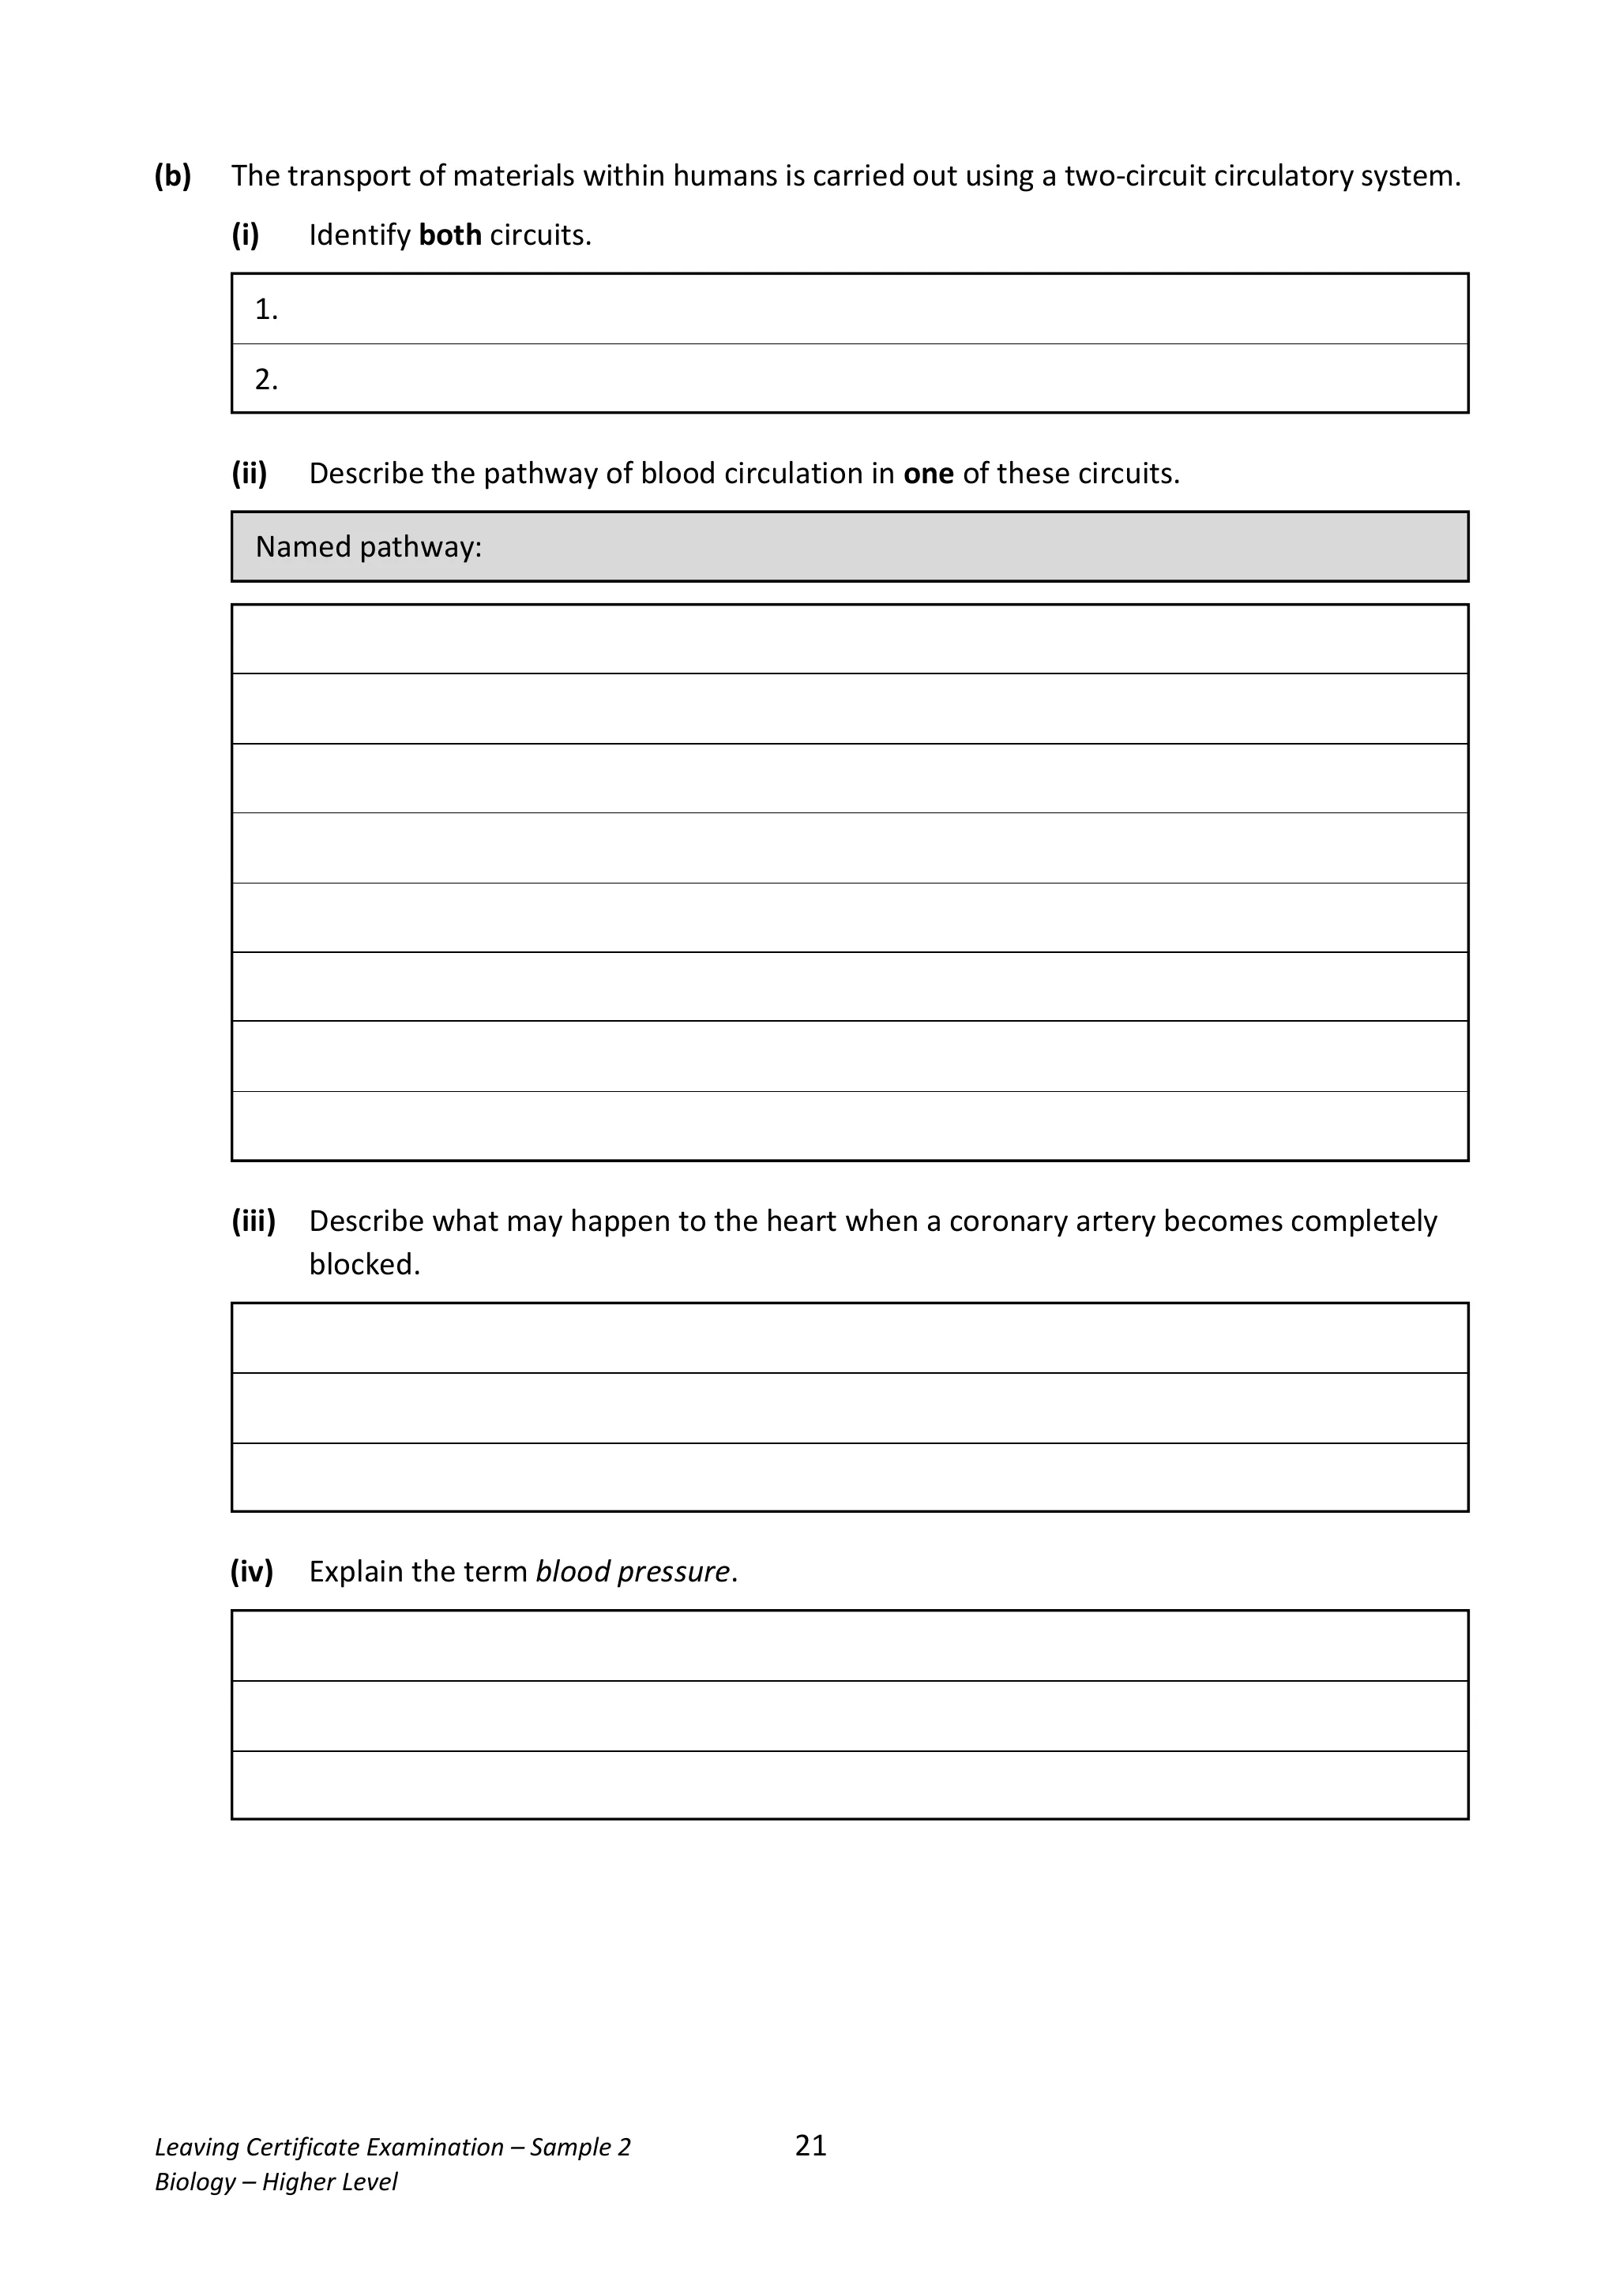 (b) The transport of materials within humans is carried out using a two-circuit circulatory system.
(i) Identify both circuits.
1.
2.
(ii) Describe the pathway of blood circulation in one of these circuits.
Named pathway:
(iii) Describe what may happen to the heart when a coronary artery becomes completely
blocked.
(iv) Explain the term blood pressure.
Leaving Certificate Examination – Sample 2 21
Biology – Higher Level